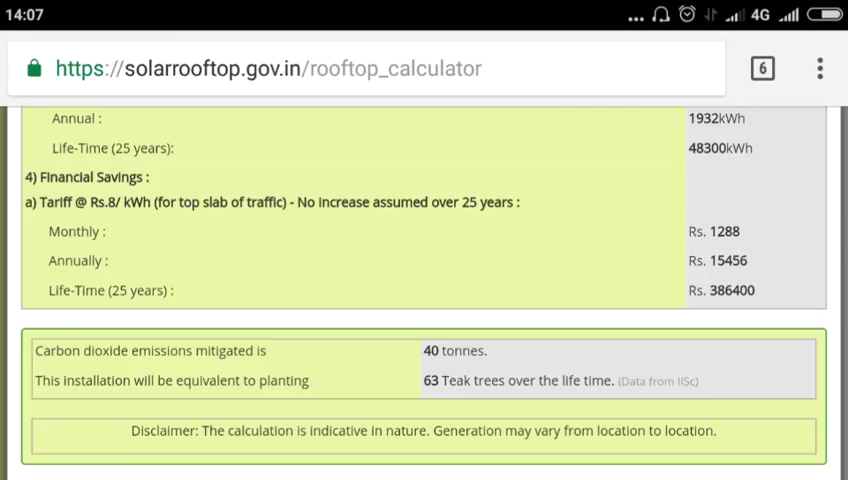 14:07
... 4G
https://solarrooftop.gov.in/rooftop_calculator 6
Annual : 1932kWh
Life-Time (25 years): 48300kWh
4) Financial Savings :
a) Tariff @ Rs.8/ kWh (for top slab of traffic) - No increase assumed over 25 years :
Monthly : Rs. 1288
Annually : Rs. 15456
Life-Time (25 years) : Rs. 386400
Carbon dioxide emissions mitigated is 40 tonnes.
This installation will be equivalent to planting 63 Teak trees over the life time. (Data from IISc)
Disclaimer: The calculation is indicative in nature. Generation may vary from location to location.